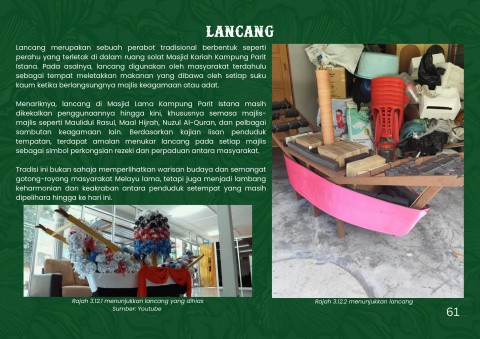 LANCANG
Lancang merupakan sebuah perabot tradisional berbentuk seperti
perahu yang terletak di dalam ruang solat Masjid Kariah Kampung Parit
Istana. Pada asalnya, lancang digunakan oleh masyarakat terdahulu
sebagai tempat meletakkan makanan yang dibawa oleh setiap suku
kaum ketika berlangsungnya majlis keagamaan atau adat.
Menariknya, lancang di Masjid Lama Kampung Parit Istana masih
dikekalkan penggunaannya hingga kini, khususnya semasa majlis-
majlis seperti Maulidul Rasul, Maal Hijrah, Nuzul Al-Quran, dan pelbagai
sambutan keagamaan lain. Berdasarkan kajian lisan penduduk
tempatan, terdapat amalan menukar lancang pada setiap majlis
sebagai simbol perkongsian rezeki dan perpaduan antara masyarakat.
Tradisi ini bukan sahaja memperlihatkan warisan budaya dan semangat
gotong-royong masyarakat Melayu lama, tetapi juga menjadi lambang
keharmonian dan keakraban antara penduduk setempat yang masih
dipelihara hingga ke hari ini.
Rajah 3.12.1 menunjukkan lancang yang dihias
Sumber: Youtube
Rajah 3.12.2 menunjukkan lancang
61